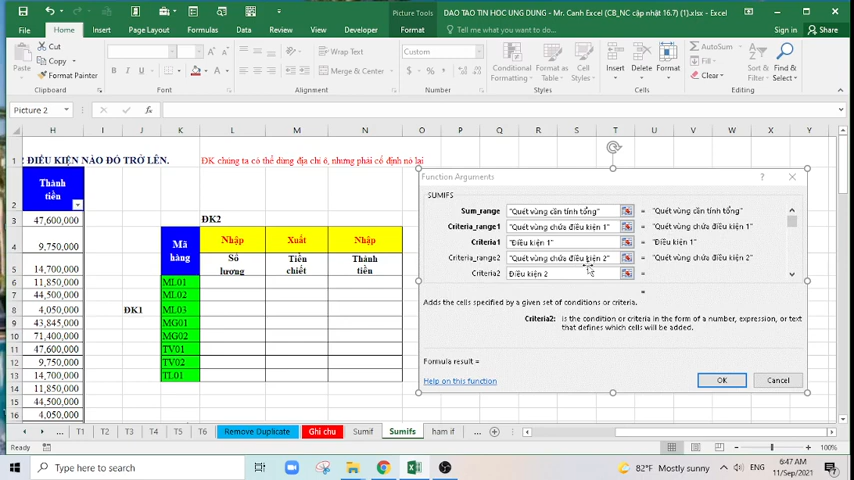 Picture Tools
DAO TAO TIN HOC UNG DUNG - Mr. Canh Excel (CB_NC cập nhật 16.7) (1).xlsx - Excel
File Home Insert Page Layout Formulas Data Review View Developer Format Tell me what you want to do Sign in Share
Paste Cut Copy Format Painter
Clipboard
B I U
Font
Wrap Text
Merge & Center
Alignment
Custom
$ %
Number
Conditional Formatting
Format as Table
Cell Styles
Styles
Insert Delete Format
Cells
AutoSum
Fill
Clear
Sort & Filter
Find & Select
Editing
Picture 2
fx
H I J K L M N O P Q R S T U V W X Y
1 2 ĐIỀU KIỆN NÀO ĐÓ TRỞ LÊN. ĐK chúng ta có thể dùng địa chỉ ô, nhưng phải cố định nó lại
2 Thành tiền
3 47,600,000 ĐK2
4 9,750,000 Mã hàng Nhập Xuất Nhập
5 14,700,000 Số lượng Tiền chiết Thành tiền
6 11,850,000 ML01
7 44,500,000 ML02
8 4,050,000 ĐK1 ML03
9 43,845,000 MG01
10 71,400,000 MG02
11 47,600,000 TV01
12 9,750,000 TV02
13 14,700,000 TL01
14 11,850,000
15 44,500,000
16 4,050,000
Function Arguments ?
SUMIFS
Sum_range "Quét vùng cần tính tổng" = "Quét vùng cần tính tổng"
Criteria_range1 "Quét vùng chứa điều kiện 1" = "Quét vùng chứa điều kiện 1"
Criteria1 "Điều kiện 1" = "Điều kiện 1"
Criteria_range2 "Quét vùng chứa điều kiện 2" = "Quét vùng chứa điều kiện 2"
Criteria2 Điều kiện 2 =
=
Adds the cells specified by a given set of conditions or criteria.
Criteria2: is the condition or criteria in the form of a number, expression, or text
that defines which cells will be added.
Formula result =
Help on this function
OK Cancel
... T1 T2 T3 T4 T5 T6 Remove Duplicate Ghi chu Sumif Sumifs ham if ...
Ready 100%
Type here to search
82°F Mostly sunny
ENG
6:47 AM
11/Sep/2021